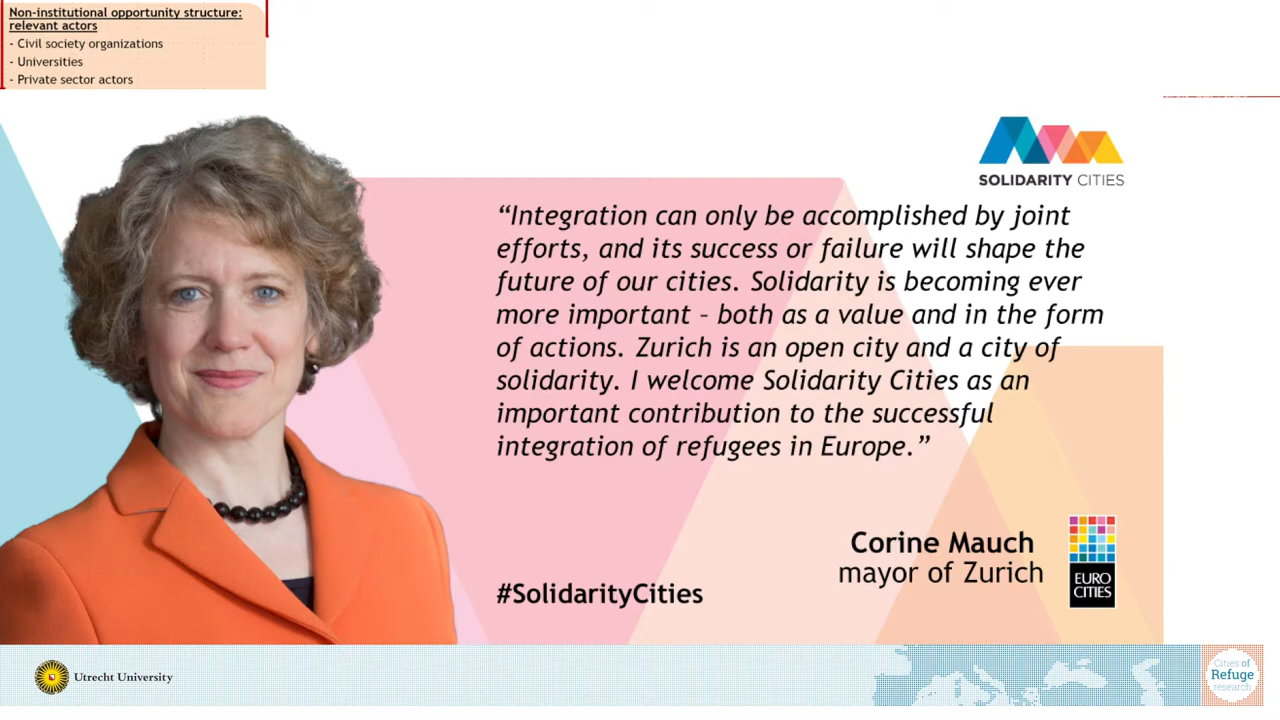 Non-institutional opportunity structure:
relevant actors
- Civil society organizations
- Universities
- Private sector actors
SOLIDARITY CITIES
“Integration can only be accomplished by joint
efforts, and its success or failure will shape the
future of our cities. Solidarity is becoming ever
more important – both as a value and in the form
of actions. Zurich is an open city and a city of
solidarity. I welcome Solidarity Cities as an
important contribution to the successful
integration of refugees in Europe.”
Corine Mauch
mayor of Zurich
EURO
CITIES
#SolidarityCities
Utrecht University
Cities of
Refuge
research